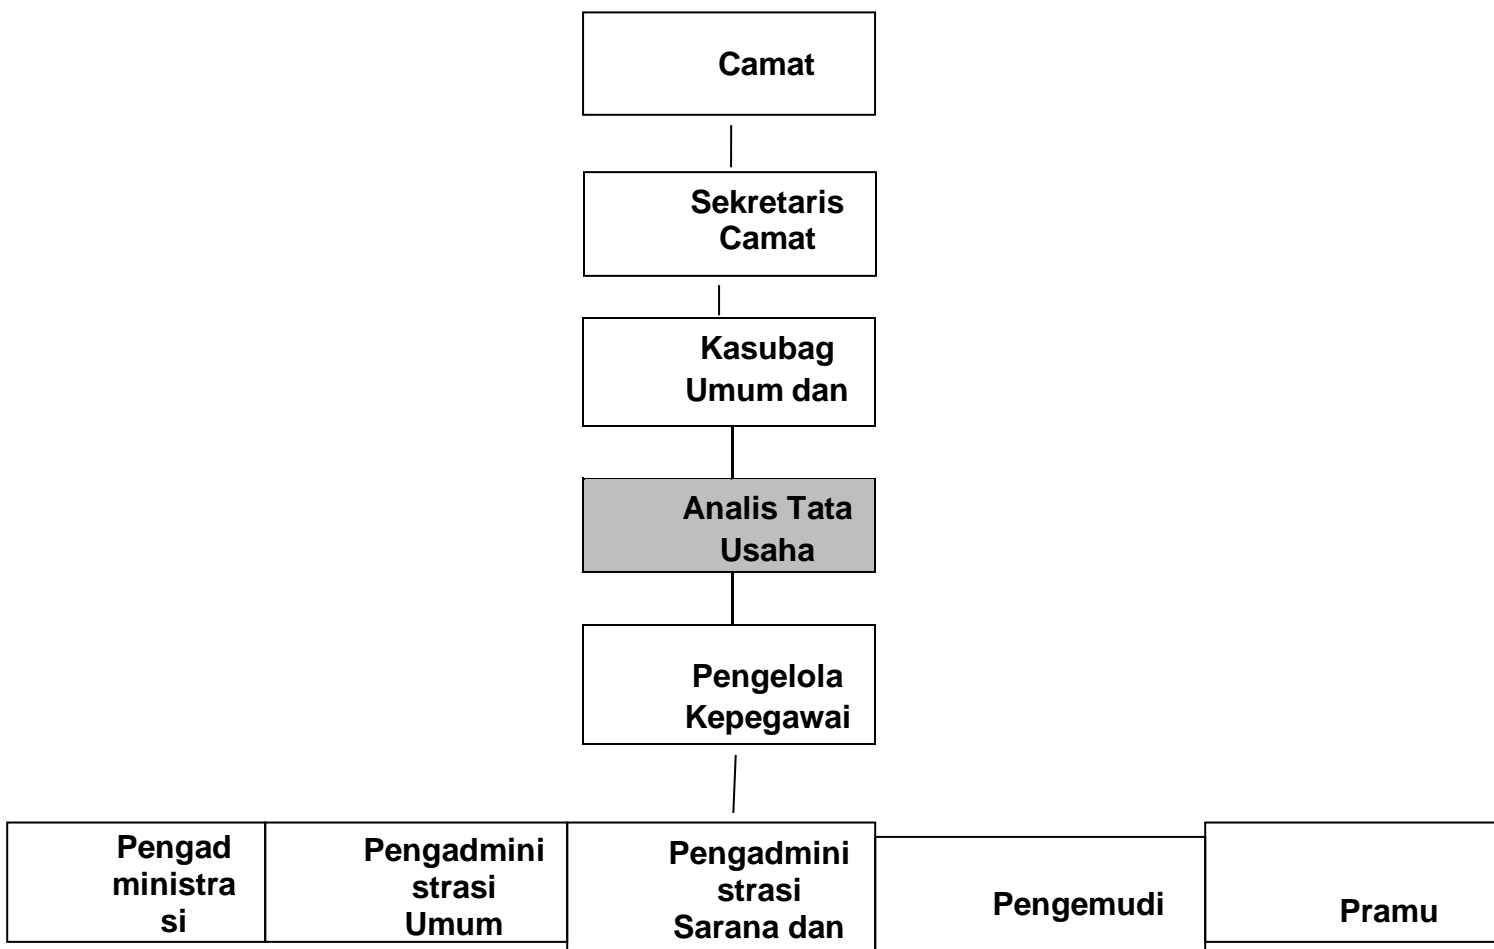 Camat
Sekretaris
Camat
Kasubag
Umum dan
Analis Tata
Usaha
Pengelola
Kepegawai
Pengad
ministra
si
Pengadmini
strasi
Umum
Pengadmini
strasi
Sarana dan
Pengemudi
Pramu